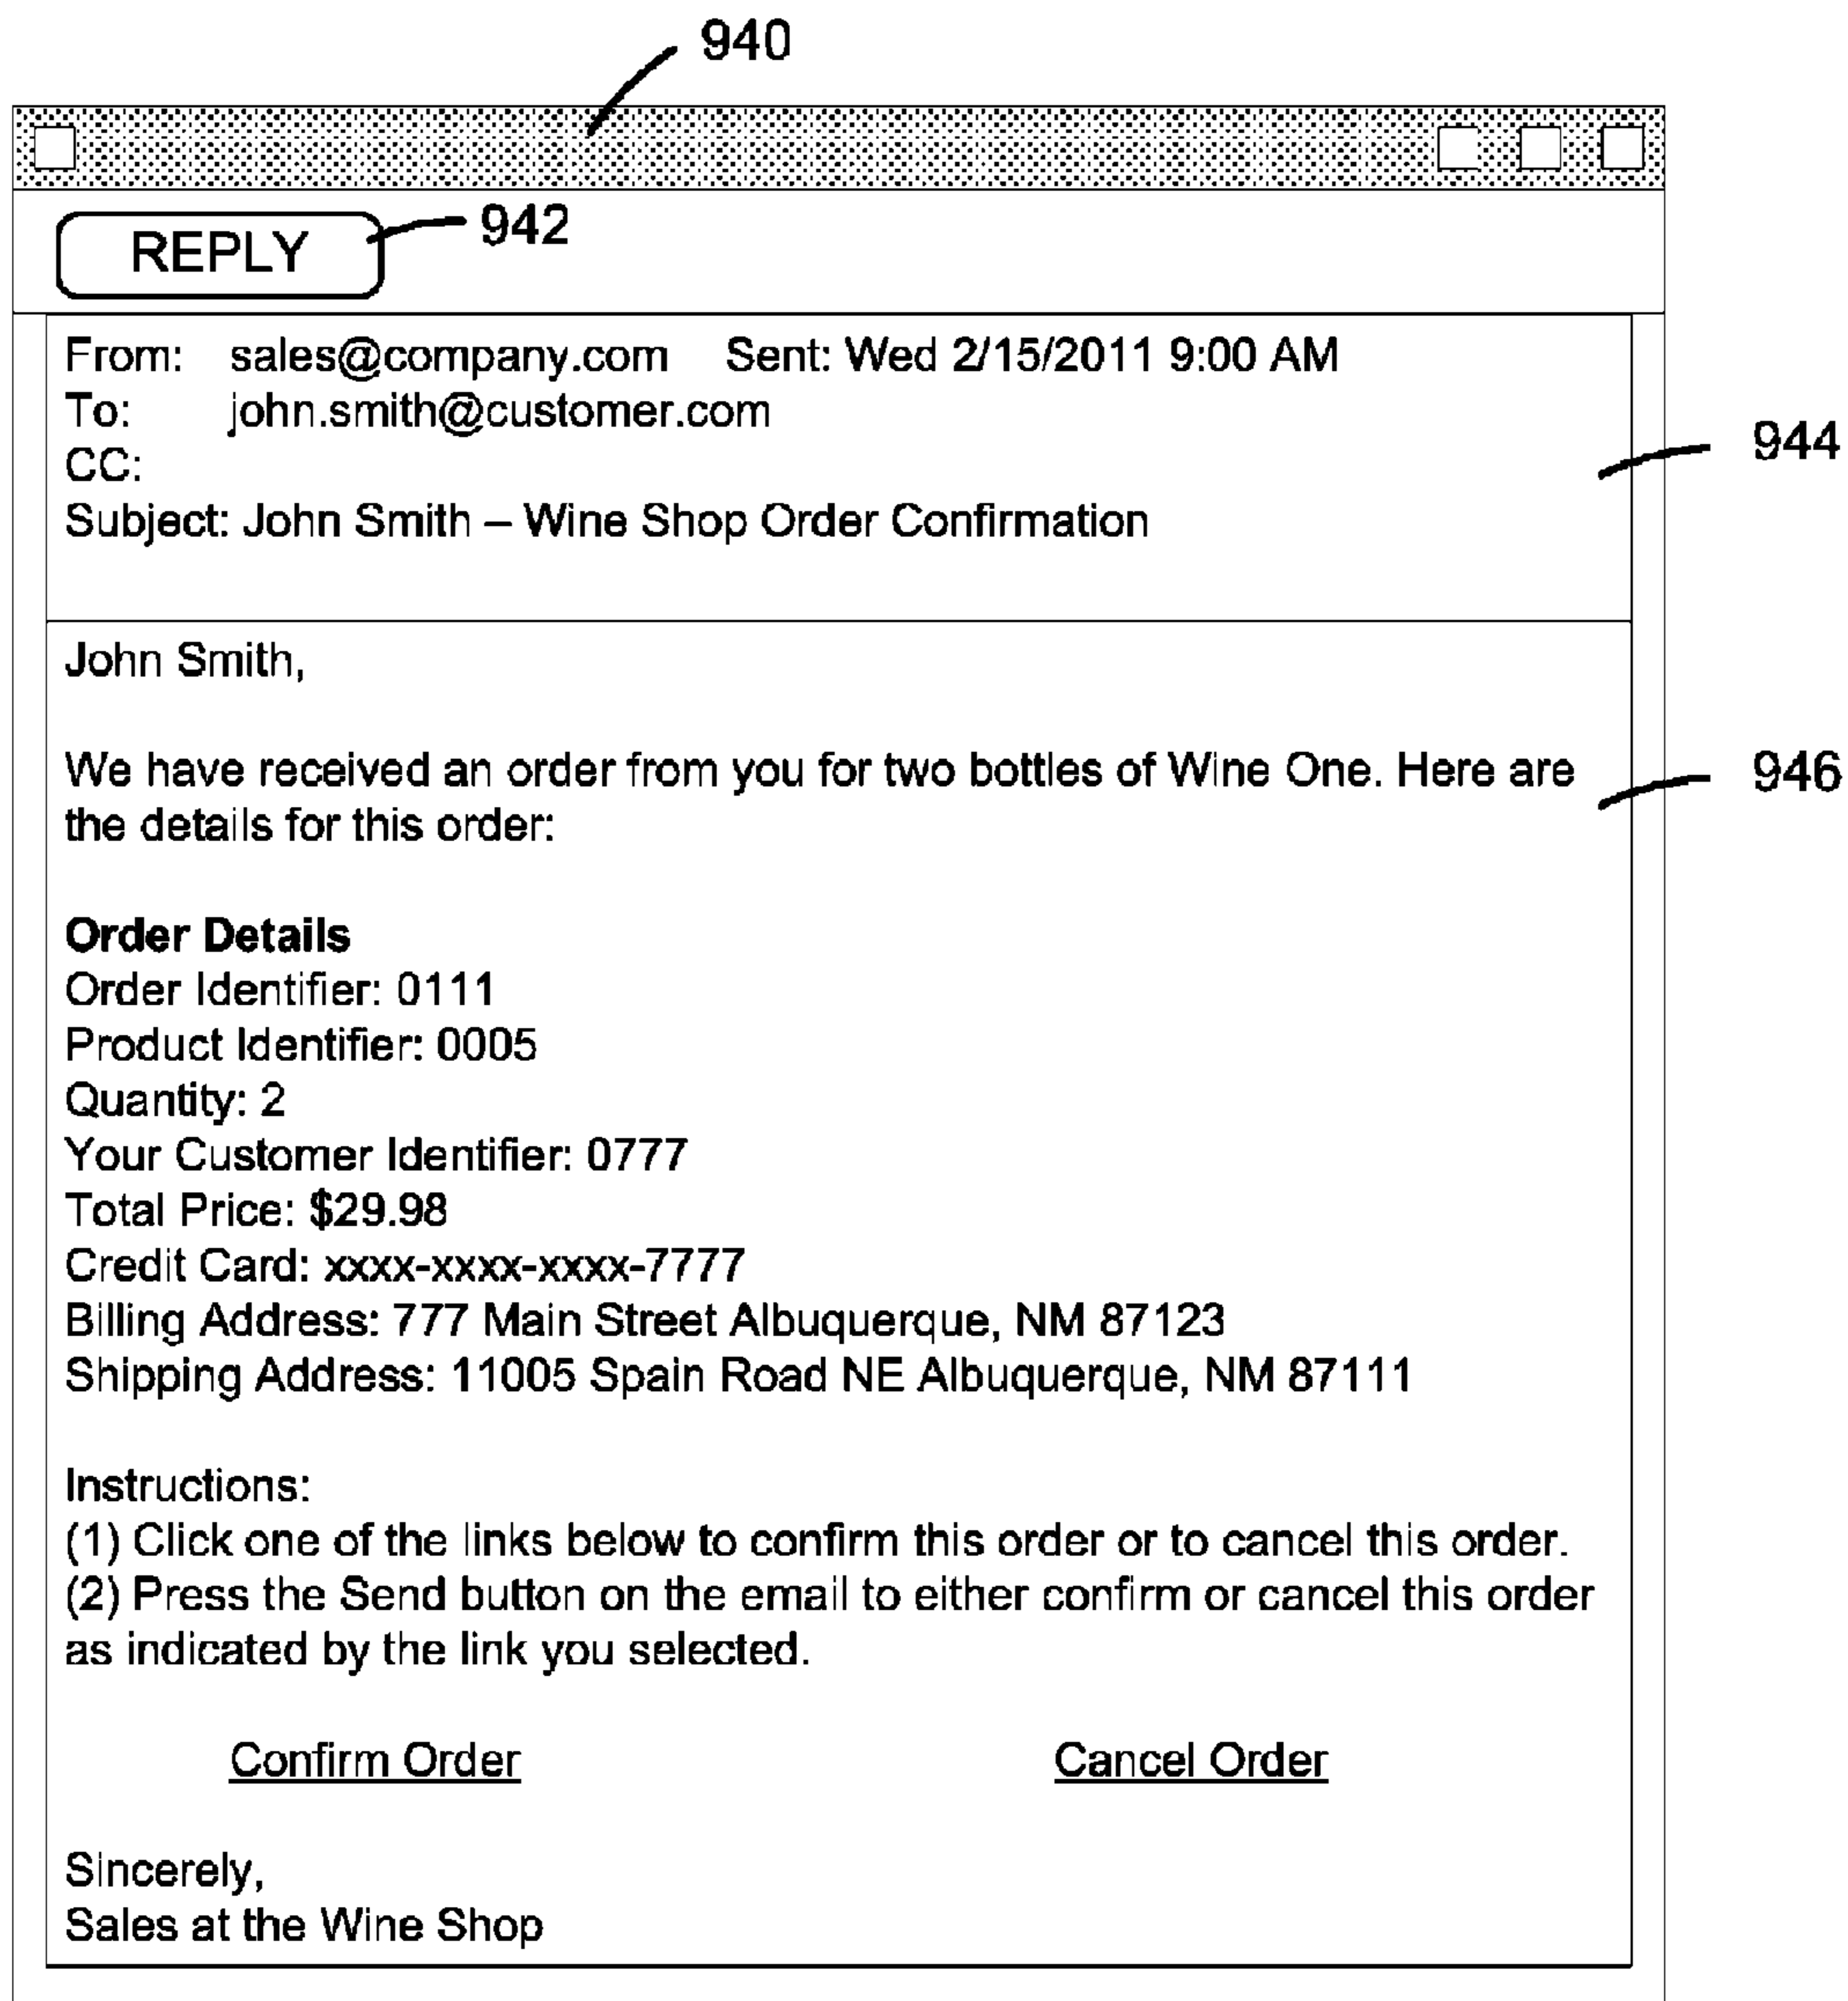 940
REPLY
942
From: sales@company.com Sent: Wed 2/15/2011 9:00 AM
To: john.smith@customer.com
CC:
944
Subject: John Smith – Wine Shop Order Confirmation
John Smith,
We have received an order from you for two bottles of Wine One. Here are
946
the details for this order:
Order Details
Order Identifier: 0111
Product Identifier: 0005
Quantity: 2
Your Customer Identifier: 0777
Total Price: $29.98
Credit Card: xxxx-xxxx-xxxx-7777
Billing Address: 777 Main Street Albuquerque, NM 87123
Shipping Address: 11005 Spain Road NE Albuquerque, NM 87111
Instructions:
(1) Click one of the links below to confirm this order or to cancel this order.
(2) Press the Send button on the email to either confirm or cancel this order
as indicated by the link you selected.
Confirm Order Cancel Order
Sincerely,
Sales at the Wine Shop